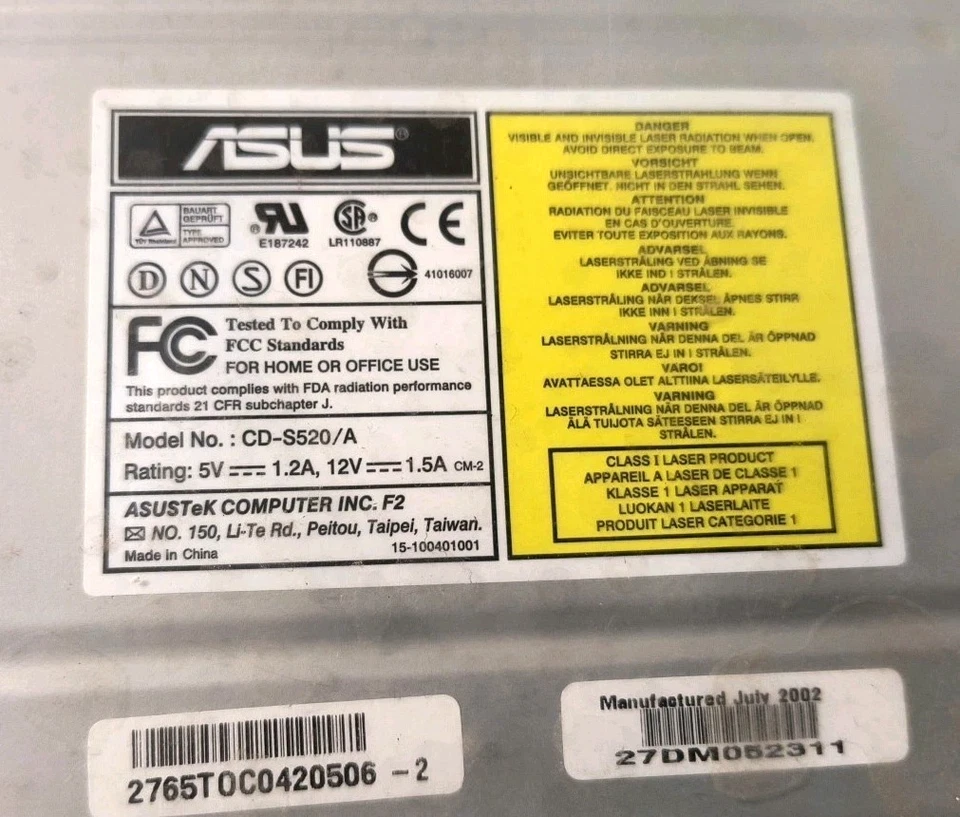 ASUS®
TÜV Rheinland
BAUART GEPRÜFT
TYPE APPROVED
E187242
SA®
LR110887
CE
D N S FI
41016007
FC
Tested To Comply With
FCC Standards
FOR HOME OR OFFICE USE
This product complies with FDA radiation performance
standards 21 CFR subchapter J.
Model No. : CD-S520/A
Rating: 5V 1.2A, 12V 1.5A CM-2
ASUSTeK COMPUTER INC. F2
NO. 150, Li-Te Rd., Peitou, Taipei, Taiwan.
Made in China
15-100401001
DANGER
VISIBLE AND INVISIBLE LASER RADIATION WHEN OPEN.
AVOID DIRECT EXPOSURE TO BEAM.
VORSICHT
UNSICHTBARE LASERSTRAHLUNG WENN
GEÖFFNET. NICHT IN DEN STRAHL SEHEN.
ATTENTION
RADIATION DU FAISCEAU LASER INVISIBLE
EN CAS D'OUVERTURE.
EVITER TOUTE EXPOSITION AUX RAYONS.
ADVARSEL
LASERSTRÅLING VED ÅBNING SE
IKKE IND I STRÅLEN.
ADVARSEL
LASERSTRÅLING NÅR DEKSEL ÅPNES STIRR
IKKE INN I STRÅLEN.
VARNING
LASERSTRÅLNING NÄR DENNA DEL ÄR ÖPPNAD
STIRRA EJ IN I STRÅLEN.
VARO!
AVATTAESSA OLET ALTTIINA LASERSÄTEILYLLE.
VARNING
LASERSTRÅLNING NÄR DENNA DEL ÄR ÖPPNAD
ÄLÄ TUIJOTA SÄTEESEEN STIRRA EJ IN I
STRÅLEN.
CLASS I LASER PRODUCT
APPAREIL A LASER DE CLASSE 1
KLASSE 1 LASER APPARAT
LUOKAN 1 LASERLAITE
PRODUIT LASER CATEGORIE 1
2765T0C0420506 -2
Manufactured July 2002
27DM052311